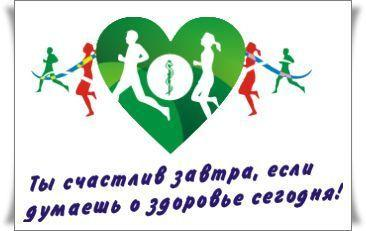 Ты счастлив завтра, если
думаешь о здоровье сегодня!